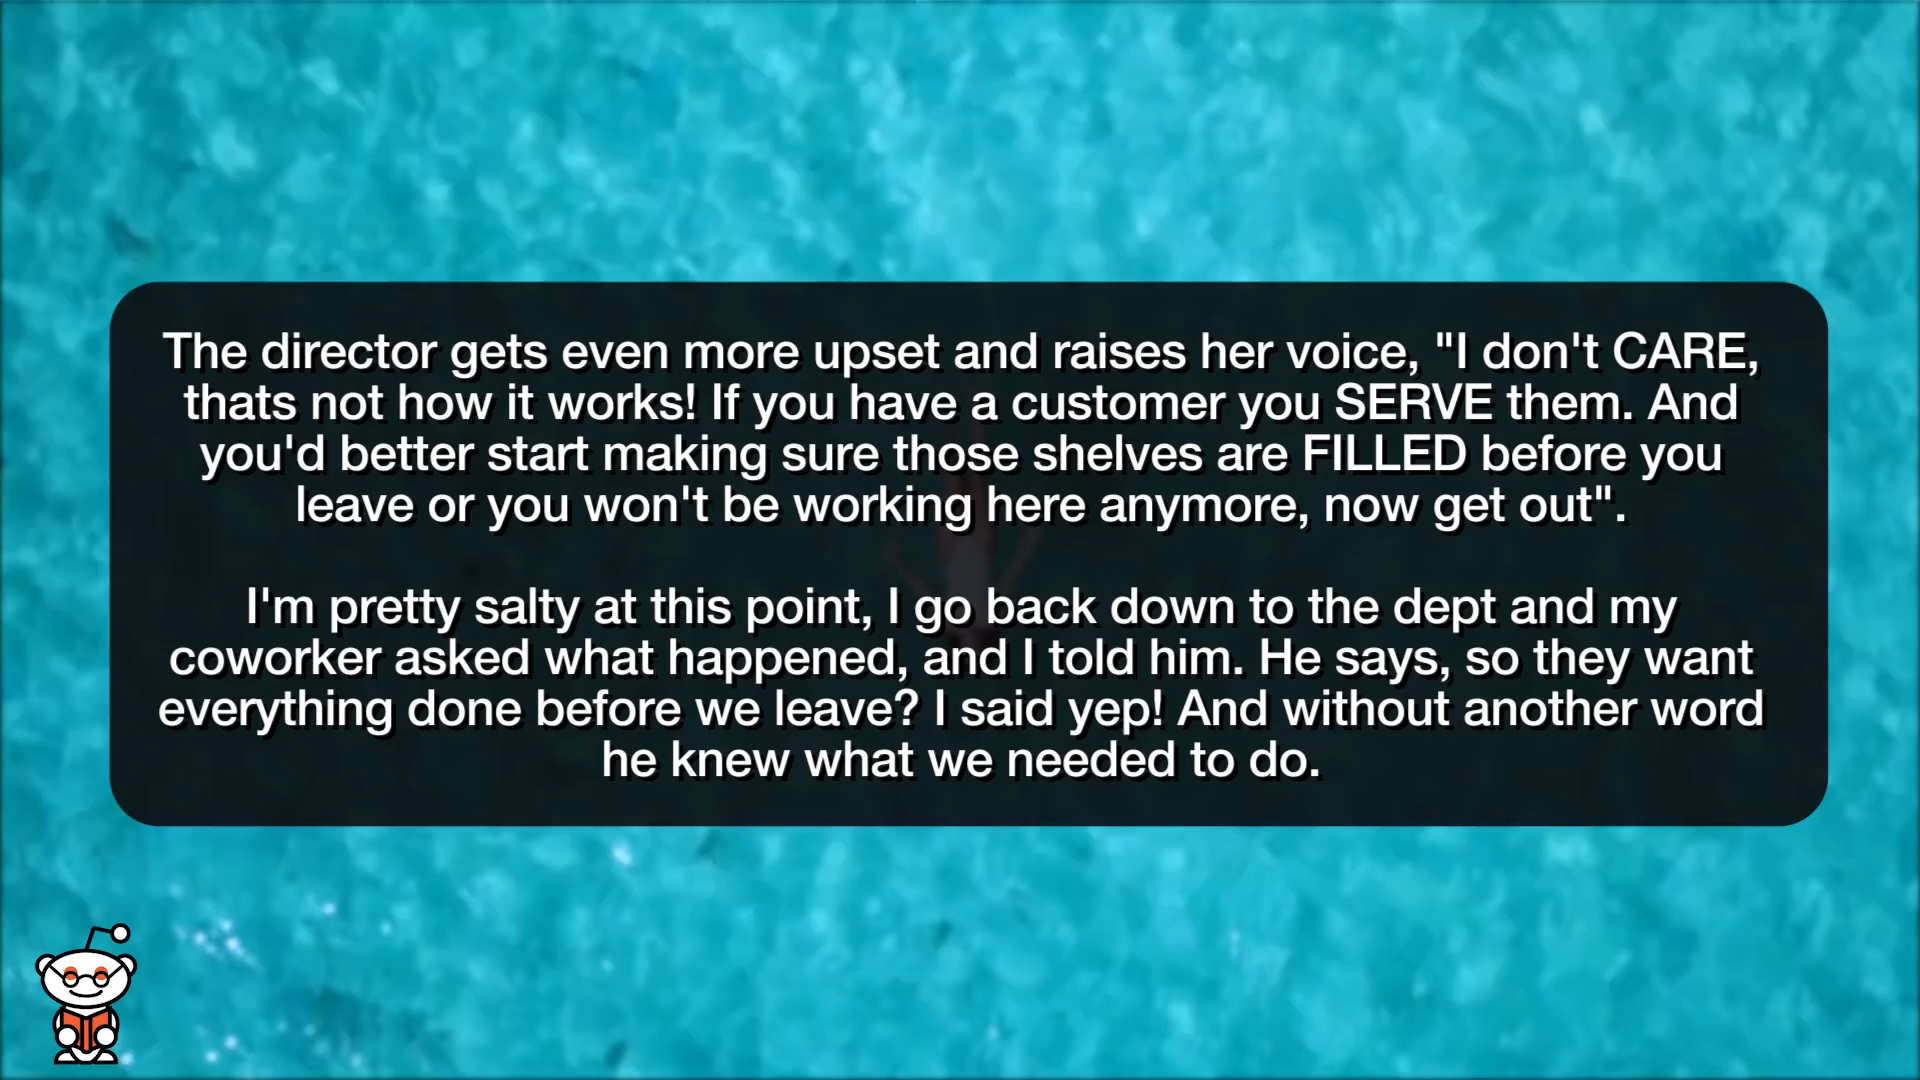 The director gets even more upset and raises her voice, "I don't CARE,
thats not how it works! If you have a customer you SERVE them. And
you'd better start making sure those shelves are FILLED before you
leave or you won't be working here anymore, now get out".
I'm pretty salty at this point, I go back down to the dept and my
coworker asked what happened, and I told him. He says, so they want
everything done before we leave? I said yep! And without another word
he knew what we needed to do.